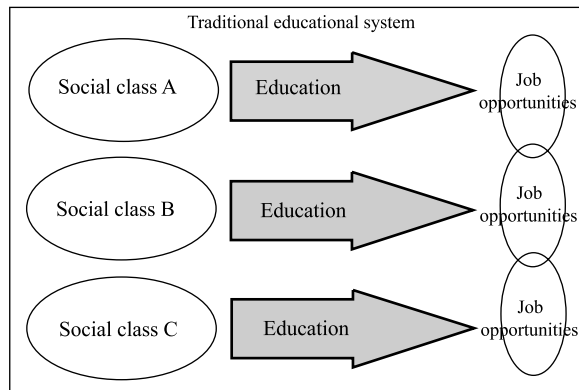 Traditional educational system
Social class A
Education
Job
opportunities
Social class B
Education
Job
opportunities
Social class C
Education
Job
opportunities